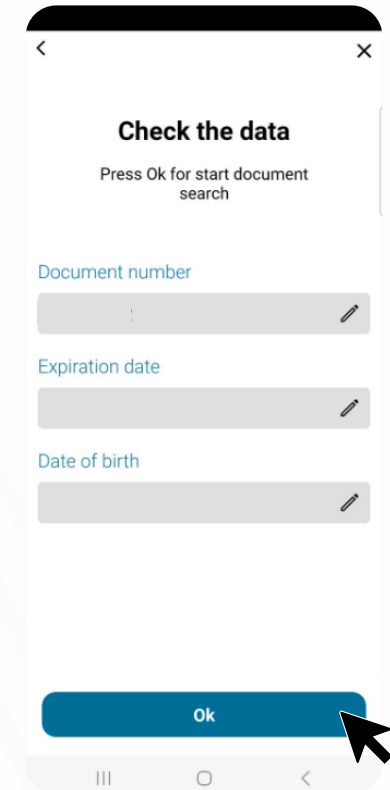 Check the data
Press Ok for start document
search
Document number
Expiration date
Date of birth
Ok